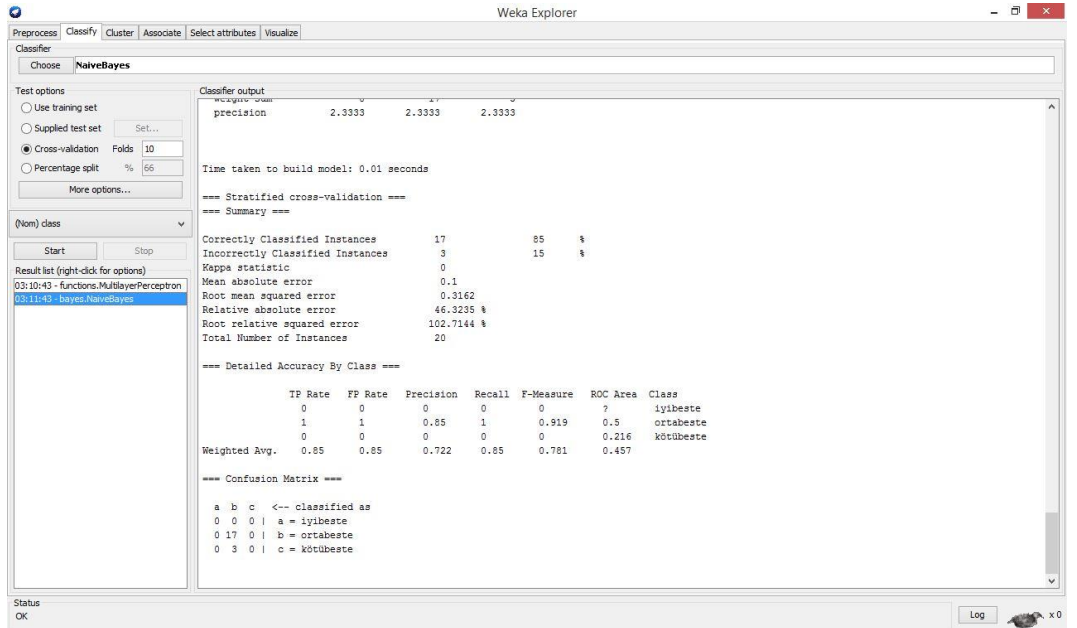 Weka Explorer
Preprocess Classify Cluster Associate Select attributes Visualize
Classifier
Choose NaiveBayes
Test options
Use training set
Supplied test set Set...
Cross-validation Folds 10
Percentage split % 66
More options...
(Nom) class
Start Stop
Result list (right-click for options)
03:10:43 - functions.MultilayerPerceptron
03:11:43 - bayes.NaiveBayes
Classifier output
precision 2.3333 2.3333 2.3333
Time taken to build model: 0.01 seconds
=== Stratified cross-validation ===
=== Summary ===
Correctly Classified Instances 17 85 %
Incorrectly Classified Instances 3 15 %
Kappa statistic 0
Mean absolute error 0.1
Root mean squared error 0.3162
Relative absolute error 46.3235 %
Root relative squared error 102.7144 %
Total Number of Instances 20
=== Detailed Accuracy By Class ===
TP Rate FP Rate Precision Recall F-Measure ROC Area Class
0 0 0 0 0 ? iyibeste
1 1 0.85 1 0.919 0.5 ortabeste
0 0 0 0 0 0.216 kötübeste
Weighted Avg. 0.85 0.85 0.722 0.85 0.781 0.457
=== Confusion Matrix ===
a b c <-- classified as
0 0 0 | a = iyibeste
0 17 0 | b = ortabeste
0 3 0 | c = kötübeste
Status
OK
Log x 0